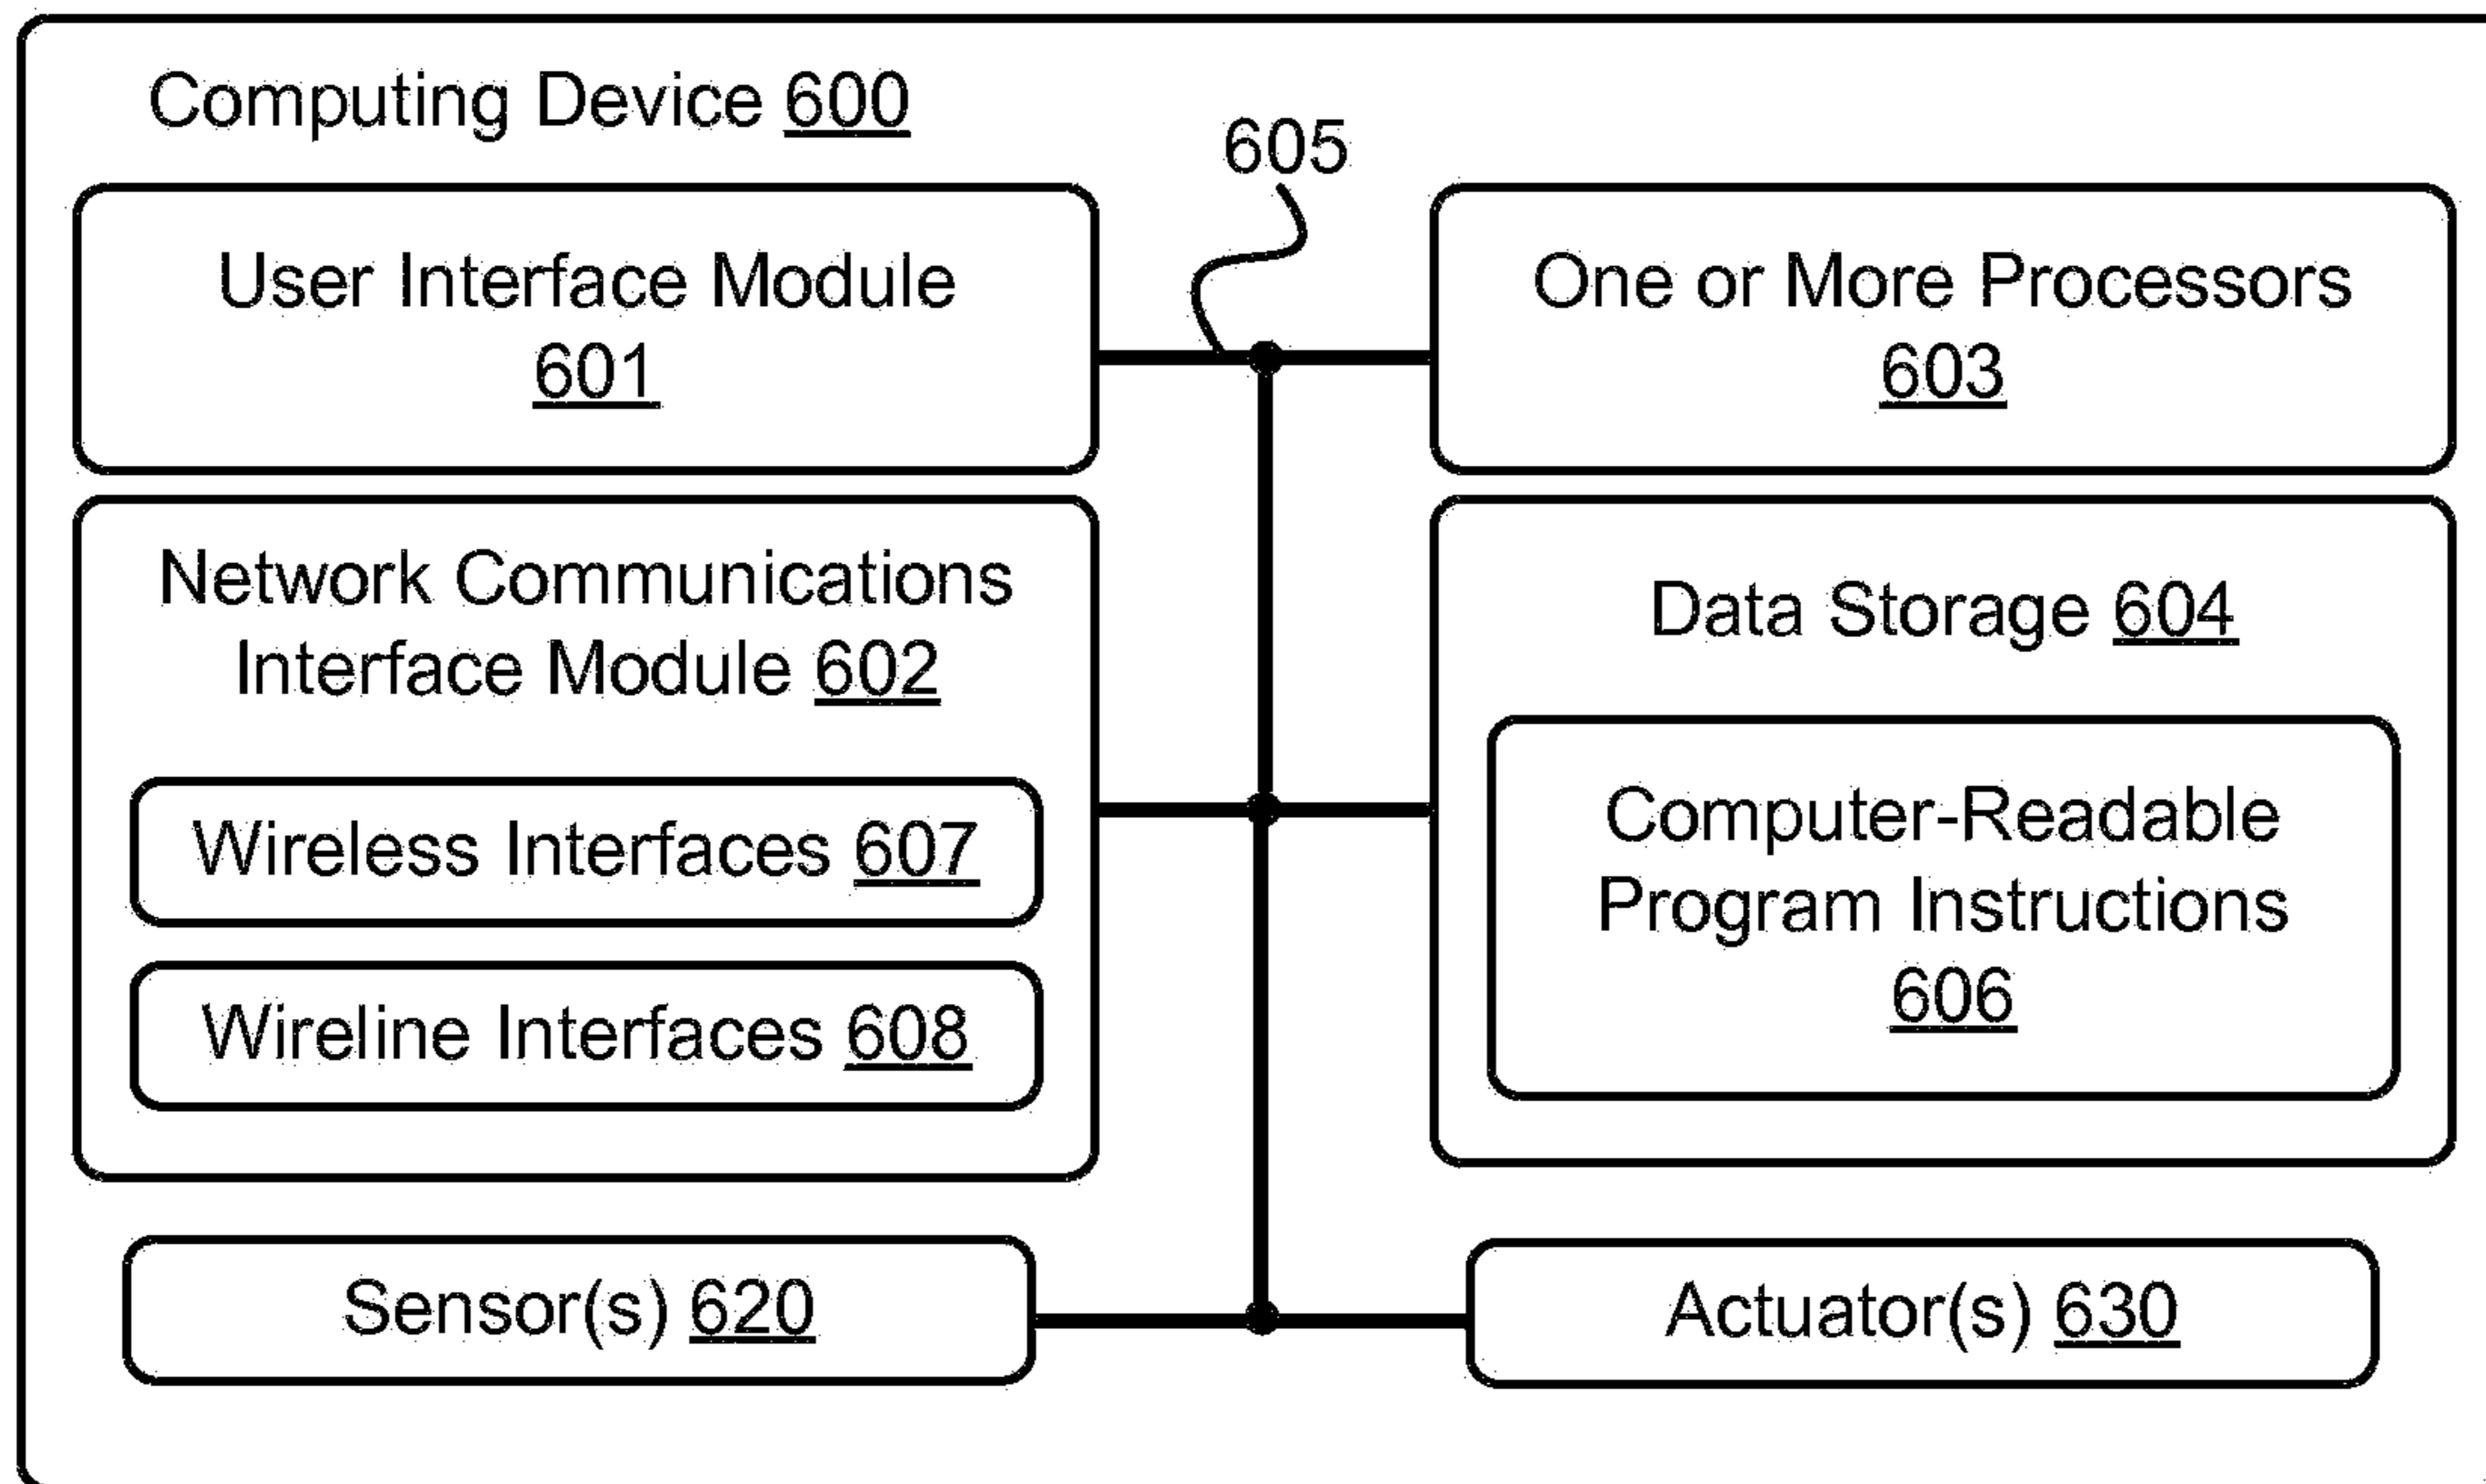 Computing Device 600
605
User Interface Module
601
One or More Processors
603
Network Communications
Interface Module 602
Wireless Interfaces 607
Wireline Interfaces 608
Data Storage 604
Computer-Readable
Program Instructions
606
Sensor(s) 620
Actuator(s) 630